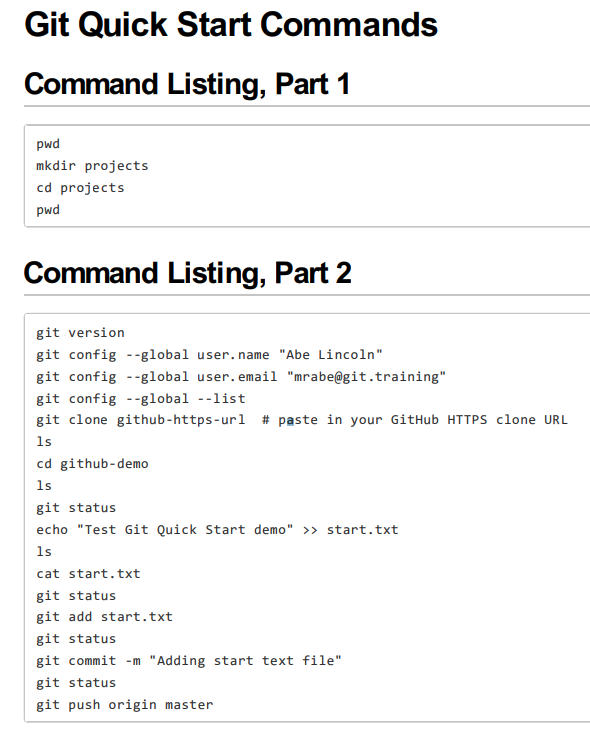 Git Quick Start Commands
Command Listing, Part 1
pwd
mkdir projects
cd projects
pwd
Command Listing, Part 2
git version
git config --global user.name "Abe Lincoln"
git config --global user.email "mrabe@git.training"
git config --global --list
git clone github-https-url  # paste in your GitHub HTTPS clone URL
ls
cd github-demo
ls
git status
echo "Test Git Quick Start demo" >> start.txt
ls
cat start.txt
git status
git add start.txt
git status
git commit -m "Adding start text file"
git status
git push origin master